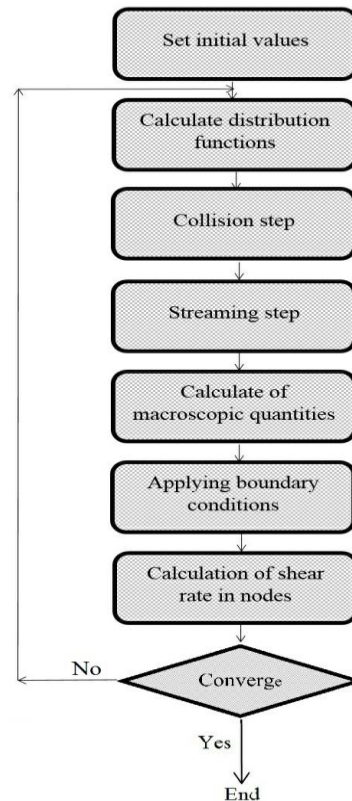 Set initial values
Calculate distribution
functions
Collision step
Streaming step
Calculate of
macroscopic quantities
Applying boundary
conditions
Calculation of shear
rate in nodes
No
Converge
Yes
End